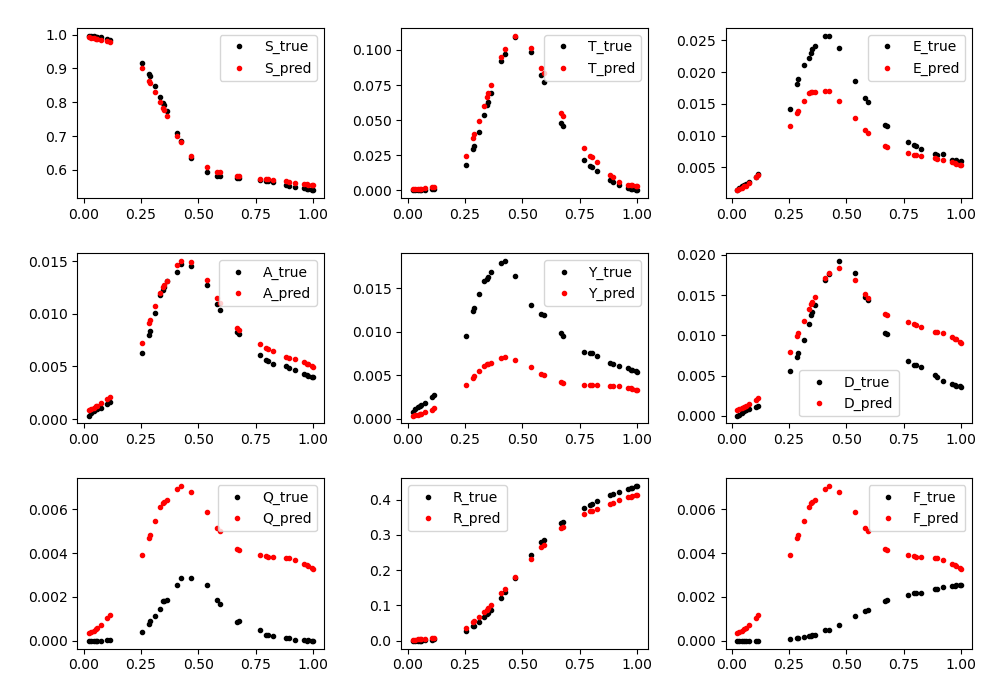 1.0
0.9
0.8
0.7
0.6
S_true
S_pred
0.00 0.25 0.50 0.75 1.00
0.100
0.075
0.050
0.025
0.000
T_true
T_pred
0.00 0.25 0.50 0.75 1.00
0.025
0.020
0.015
0.010
0.005
E_true
E_pred
0.00 0.25 0.50 0.75 1.00
0.015
0.010
0.005
0.000
A_true
A_pred
0.00 0.25 0.50 0.75 1.00
0.015
0.010
0.005
0.000
Y_true
Y_pred
0.00 0.25 0.50 0.75 1.00
0.020
0.015
0.010
0.005
0.000
D_true
D_pred
0.00 0.25 0.50 0.75 1.00
0.006
0.004
0.002
0.000
Q_true
Q_pred
0.00 0.25 0.50 0.75 1.00
0.4
0.3
0.2
0.1
0.0
R_true
R_pred
0.00 0.25 0.50 0.75 1.00
0.006
0.004
0.002
0.000
F_true
F_pred
0.00 0.25 0.50 0.75 1.00